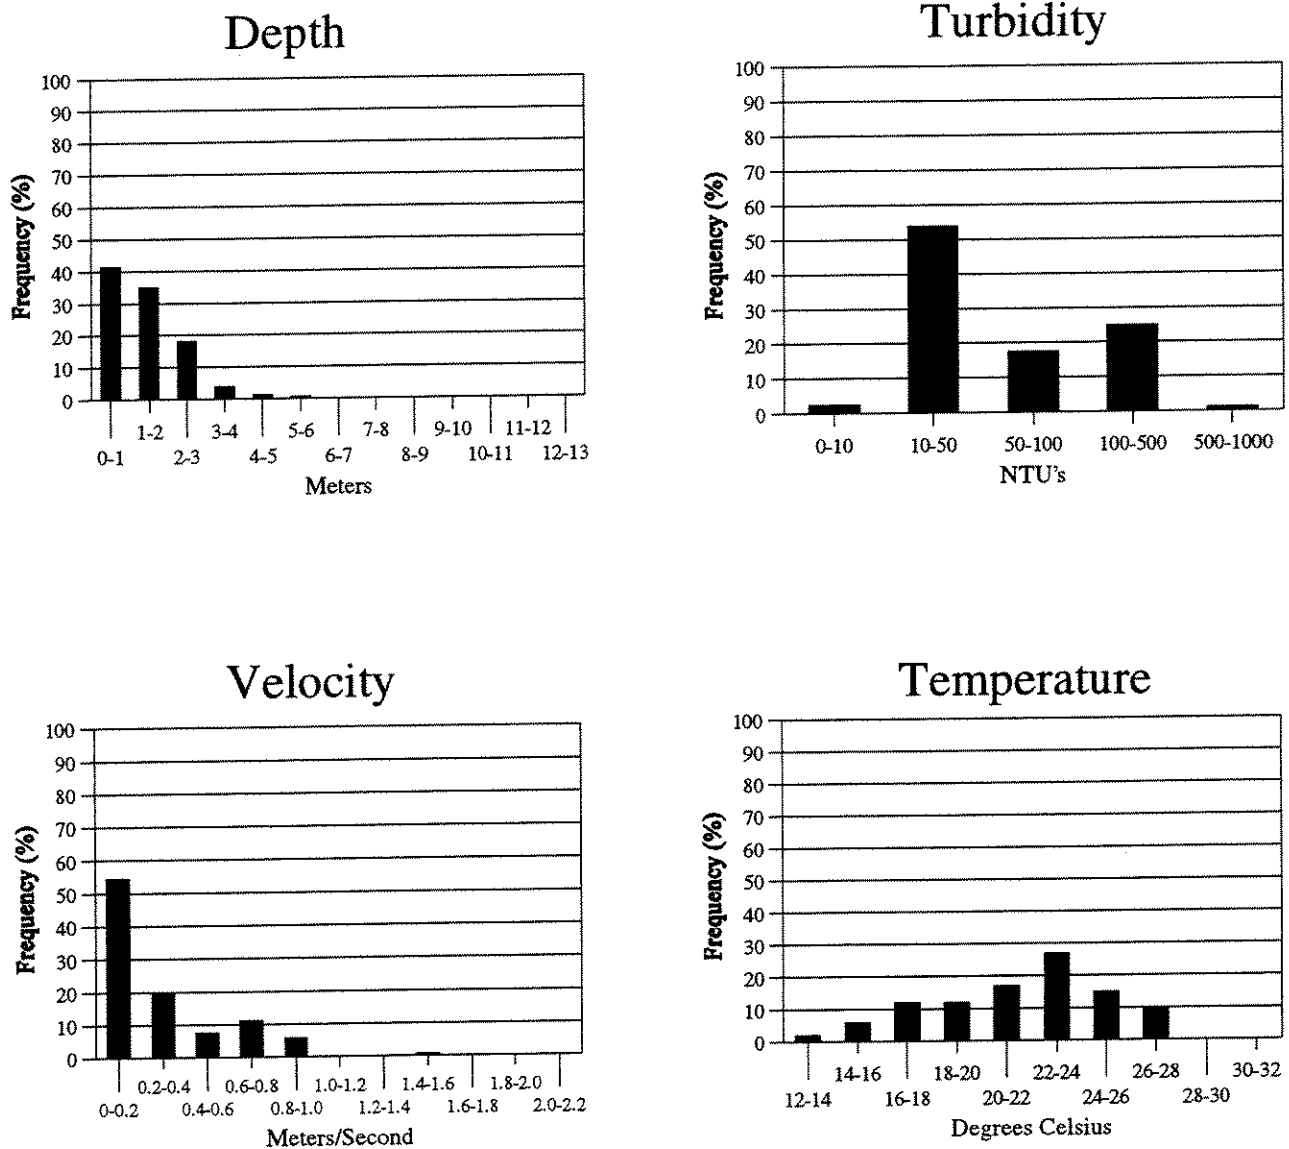 Depth
100
90
80
70
60
50
40
30
20
10
0
Frequency (%)
1-2 3-4 5-6 7-8 9-10 11-12
0-1 2-3 4-5 6-7 8-9 10-11 12-13
Meters
Turbidity
100
90
80
70
60
50
40
30
20
10
0
Frequency (%)
0-10 10-50 50-100 100-500 500-1000
NTU's
Velocity
100
90
80
70
60
50
40
30
20
10
0
Frequency (%)
0.2-0.4 0.6-0.8 1.0-1.2 1.4-1.6 1.8-2.0
0-0.2 0.4-0.6 0.8-1.0 1.2-1.4 1.6-1.8 2.0-2.2
Meters/Second
Temperature
100
90
80
70
60
50
40
30
20
10
0
Frequency (%)
14-16 18-20 22-24 26-28 30-32
12-14 16-18 20-22 24-26 28-30
Degrees Celsius